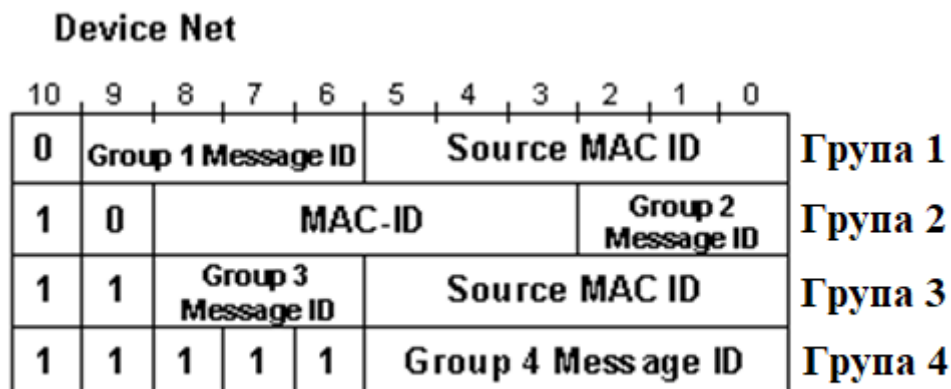 Device Net
10 9 8 7 6 5 4 3 2 1 0
0 Group 1 Message ID Source MAC ID Група 1
1 0 MAC-ID Group 2 Message ID Група 2
1 1 Group 3 Message ID Source MAC ID Група 3
1 1 1 1 1 Group 4 Message ID Група 4